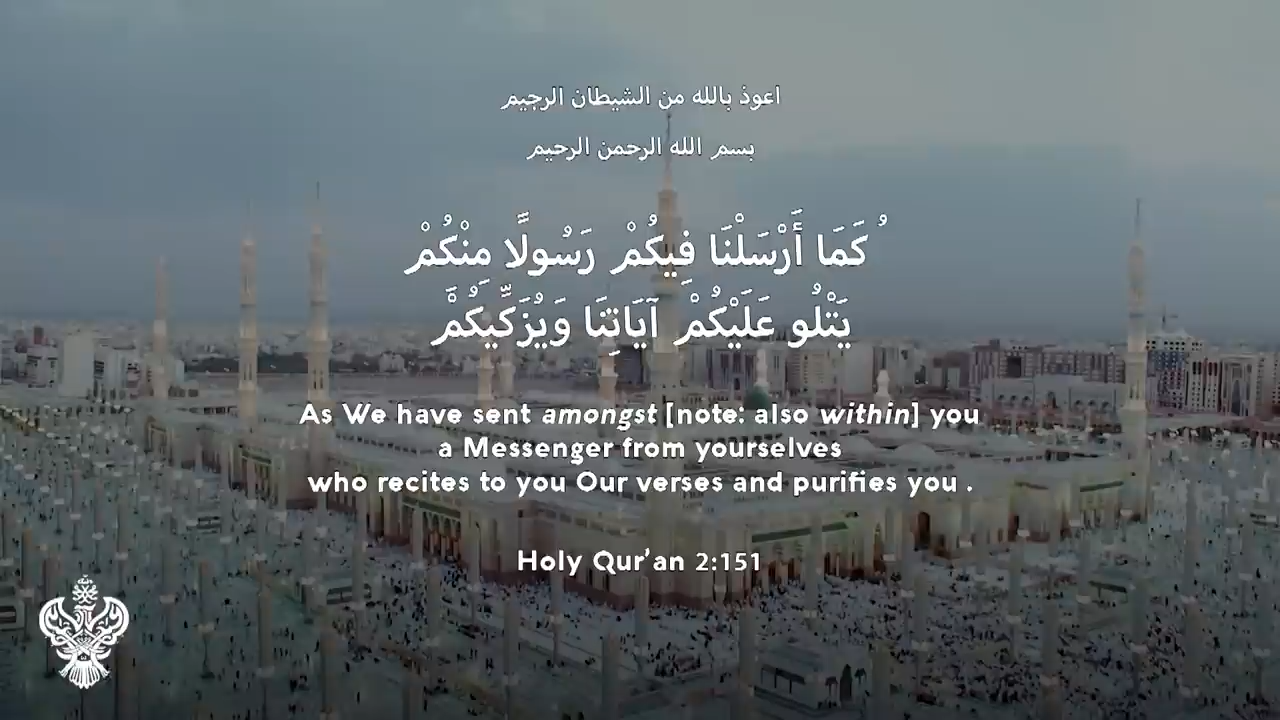 اعوذ بالله من الشيطان الرجيم
بسم الله الرحمن الرحيم
كَمَا أَرْسَلْنَا فِيكُمْ رَسُولًا مِنْكُمْ
يَتْلُو عَلَيْكُمْ آيَاتِنَا وَيُزَكِّيكُمْ
As We have sent amongst [note: also within] you
a Messenger from yourselves
who recites to you Our verses and purifies you .
Holy Qur'an 2:151